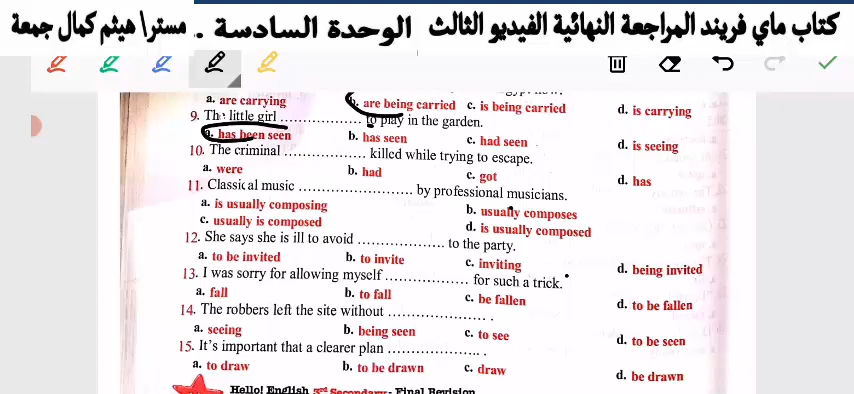 كتاب ماي فريند المراجعة النهائية الفيديو الثالث الوحدة السادسة .. مستر\ هيثم كمال جمعة
a. are carrying b. are being carried c. is being carried d. is carrying
9. The little girl .................. to play in the garden.
a. has been seen b. has seen c. had seen d. is seeing
10. The criminal .................. killed while trying to escape.
a. were b. had c. got d. has
11. Classical music ......................... by professional musicians.
a. is usually composing b. usually composes
c. usually is composed d. is usually composed
12. She says she is ill to avoid ................... to the party.
a. to be invited b. to invite c. inviting d. being invited
13. I was sorry for allowing myself .................. for such a trick.
a. fall b. to fall c. be fallen d. to be fallen
14. The robbers left the site without ..................... .
a. seeing b. being seen c. to see d. to be seen
15. It's important that a clearer plan .................... .
a. to draw b. to be drawn c. draw d. be drawn
Hello! English 3rd Secondary - Final Revision